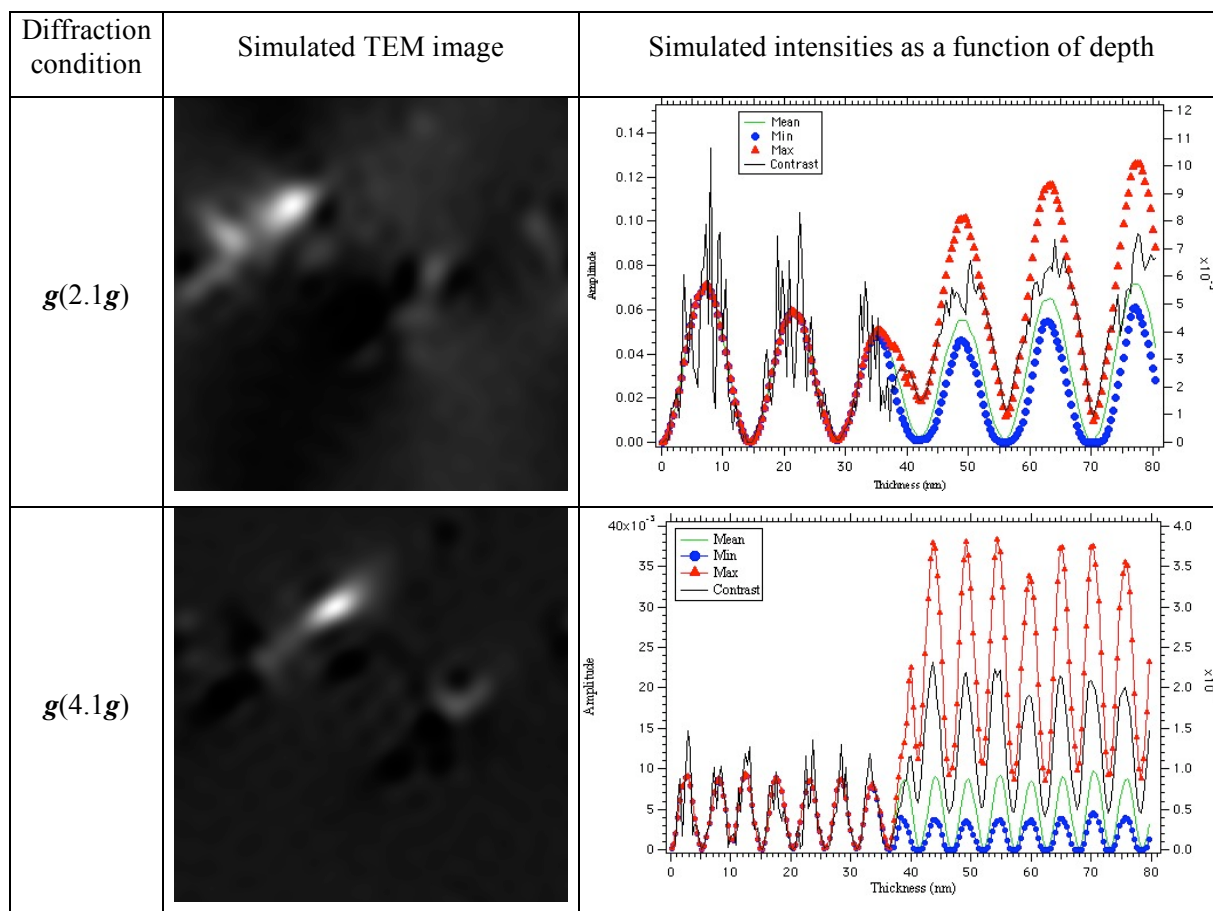 Diffraction
condition
Simulated TEM image
Simulated intensities as a function of depth
g(2.1g)
0.14
0.12
0.10
0.08
0.06
0.04
0.02
0.00
Amplitude
Mean
Min
Max
Contrast
12
11
10
9
8
7
6
5
4
3
2
1
0
0 10 20 30 40 50 60 70 80
Thichness (nm)
g(4.1g)
40x10⁻³
35
30
25
20
15
10
5
0
Amplitude
Mean
Min
Max
Contrast
4.0
3.5
3.0
2.5
2.0
1.5
1.0
0.5
0.0
x10
0 10 20 30 40 50 60 70 80
Thickness (nm)